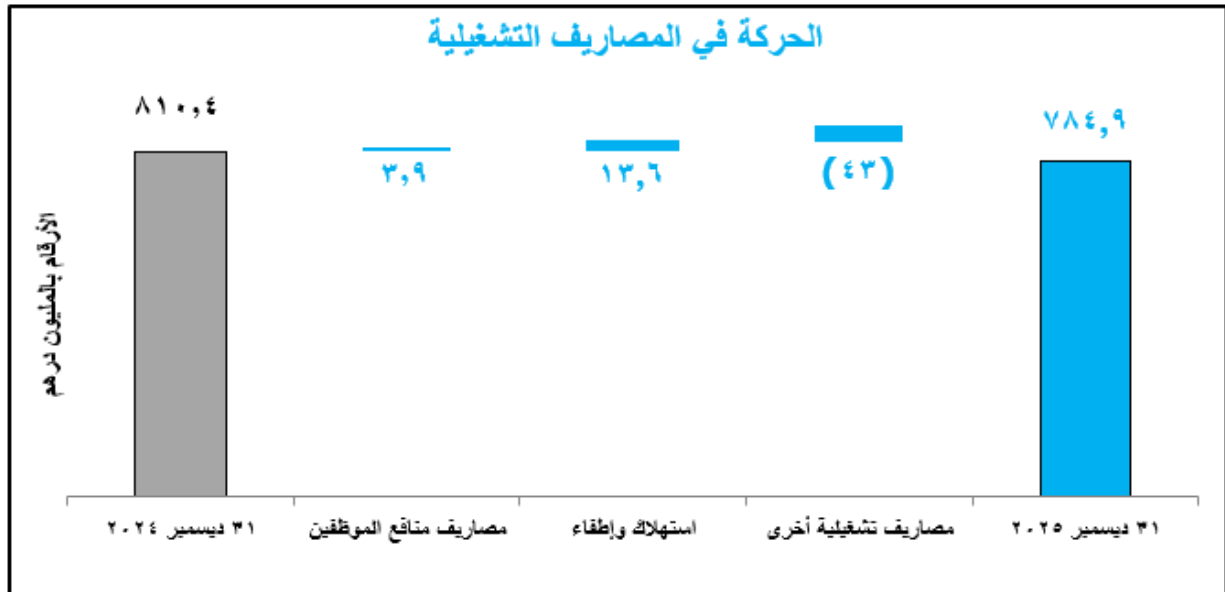 الحركة في المصاريف التشغيلية
٨١٠,٤
٣,٩
١٣,٦
(٤٣)
٧٨٤,٩
الأرقام بالمليون درهم
٣١ ديسمبر ٢٠٢٤
مصاريف منافع الموظفين
استهلاك وإطفاء
مصاريف تشغيلية أخرى
٣١ ديسمبر ٢٠٢٥